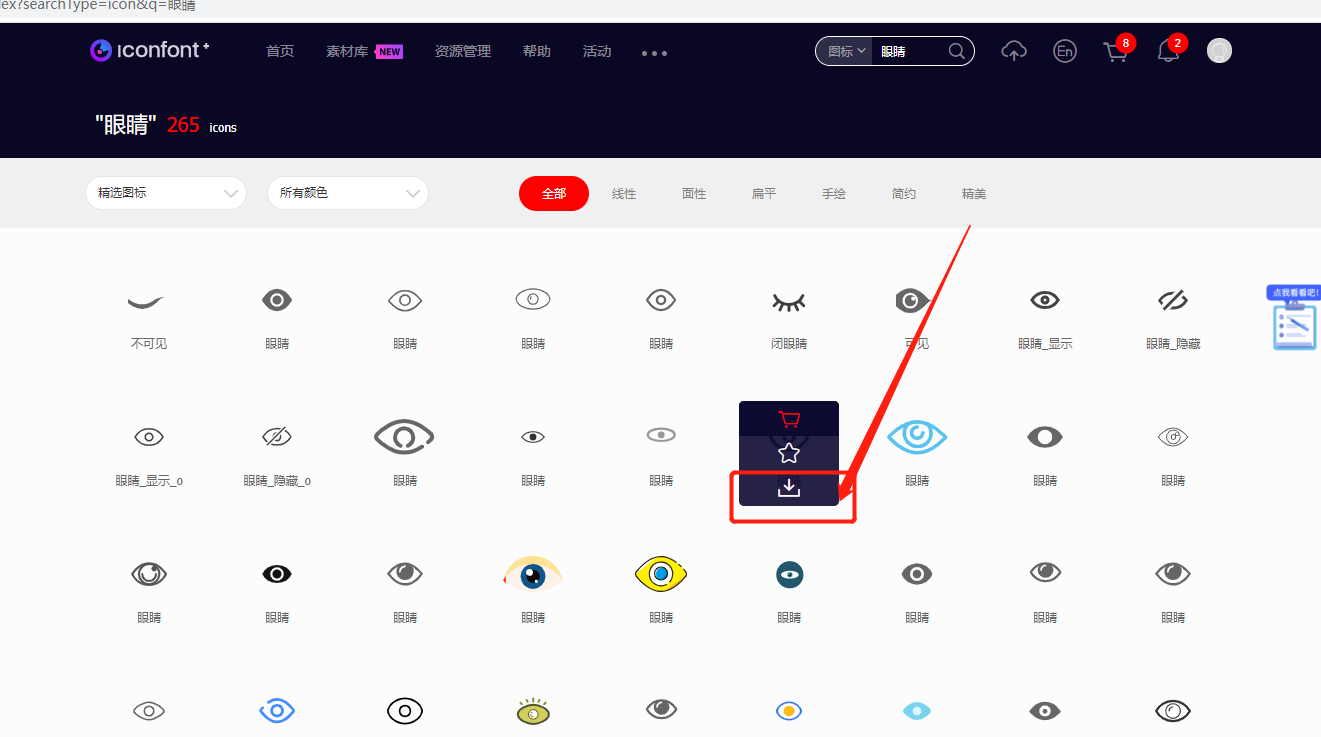 ex?searchType=icon&q=眼睛
iconfont+ 首页 素材库 NEW 资源管理 帮助 活动 图标 眼睛 En 8 2
"眼睛" 265 icons
精选图标 所有颜色 全部 线性 面性 扁平 手绘 简约 精美
点我看看吧!
不可见 眼睛 眼睛 眼睛 眼睛 闭眼睛 可见 眼睛_显示 眼睛_隐藏
眼睛_显示_o 眼睛_隐藏_o 眼睛 眼睛 眼睛 眼睛 眼睛 眼睛
眼睛 眼睛 眼睛 眼睛 眼睛 眼睛 眼睛 眼睛 眼睛